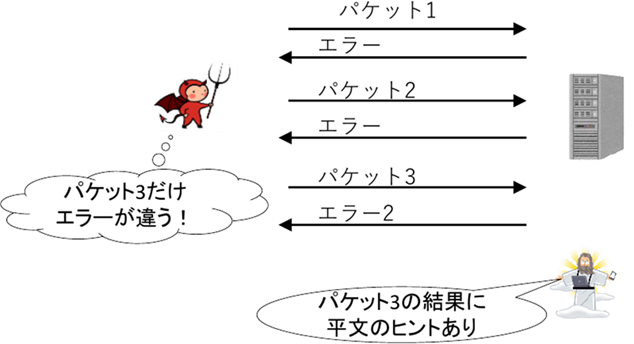 パケット1
エラー
パケット2
エラー
パケット3
エラー2
パケット3だけ
エラーが違う！
パケット3の結果に
平文のヒントあり